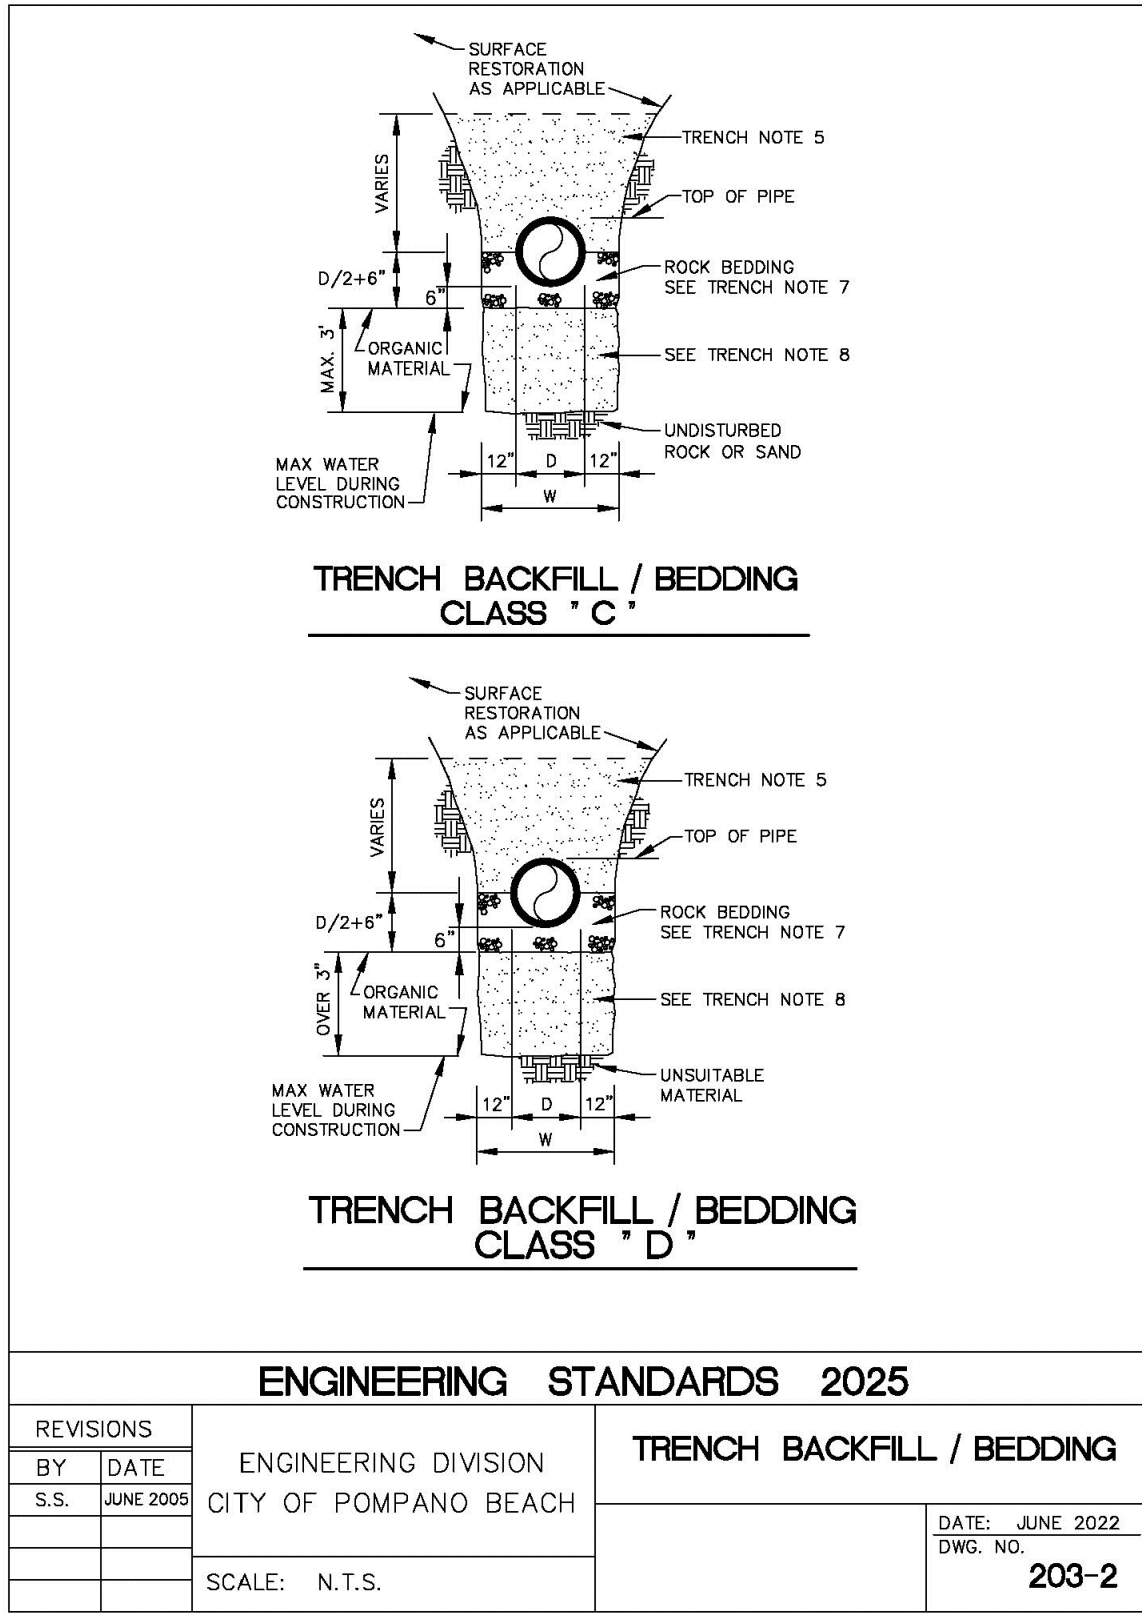 SURFACE
RESTORATION
AS APPLICABLE
TRENCH NOTE 5
VARIES
TOP OF PIPE
ROCK BEDDING
SEE TRENCH NOTE 7
D/2+6"
6"
ORGANIC
MATERIAL
MAX. 3'
SEE TRENCH NOTE 8
UNDISTURBED
ROCK OR SAND
12" D 12"
W
MAX WATER
LEVEL DURING
CONSTRUCTION
TRENCH BACKFILL / BEDDING
CLASS " C "
SURFACE
RESTORATION
AS APPLICABLE
TRENCH NOTE 5
VARIES
TOP OF PIPE
ROCK BEDDING
SEE TRENCH NOTE 7
D/2+6"
6"
ORGANIC
MATERIAL
OVER 3"
SEE TRENCH NOTE 8
UNSUITABLE
MATERIAL
12" D 12"
W
MAX WATER
LEVEL DURING
CONSTRUCTION
TRENCH BACKFILL / BEDDING
CLASS " D "
ENGINEERING STANDARDS 2025
REVISIONS
BY DATE
S.S. JUNE 2005
ENGINEERING DIVISION
CITY OF POMPANO BEACH
SCALE: N.T.S.
TRENCH BACKFILL / BEDDING
DATE: JUNE 2022
DWG. NO.
203-2